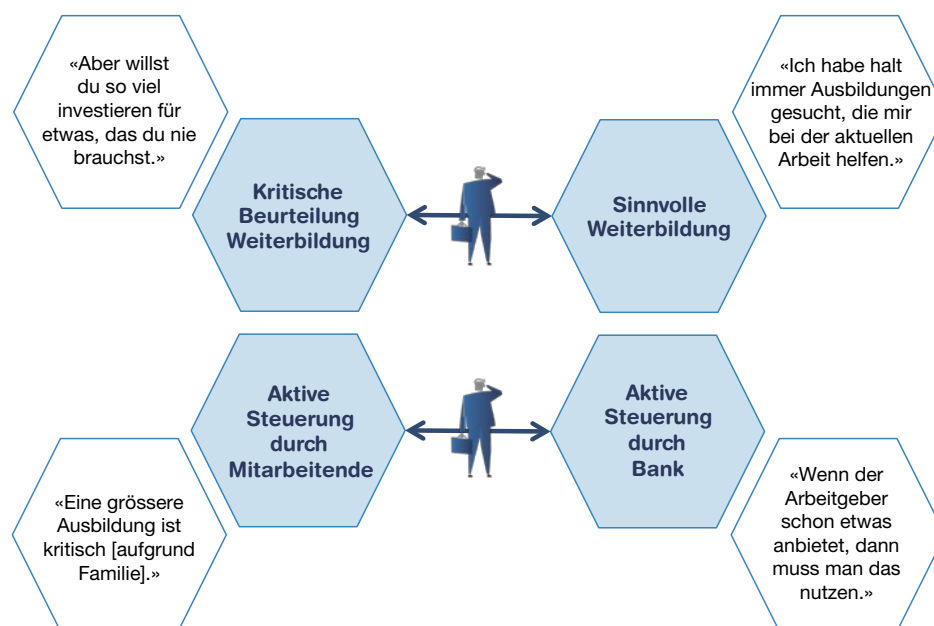 «Aber willst
du so viel
investieren für
etwas, das du nie
brauchst.»
«Ich habe halt
immer Ausbildungen
gesucht, die mir
bei der aktuellen
Arbeit helfen.»
Kritische
Beurteilung
Weiterbildung
Sinnvolle
Weiterbildung
Aktive
Steuerung
durch
Mitarbeitende
Aktive
Steuerung
durch
Bank
«Eine grössere
Ausbildung ist
kritisch [aufgrund
Familie].»
«Wenn der
Arbeitgeber
schon etwas
anbietet, dann
muss man das
nutzen.»